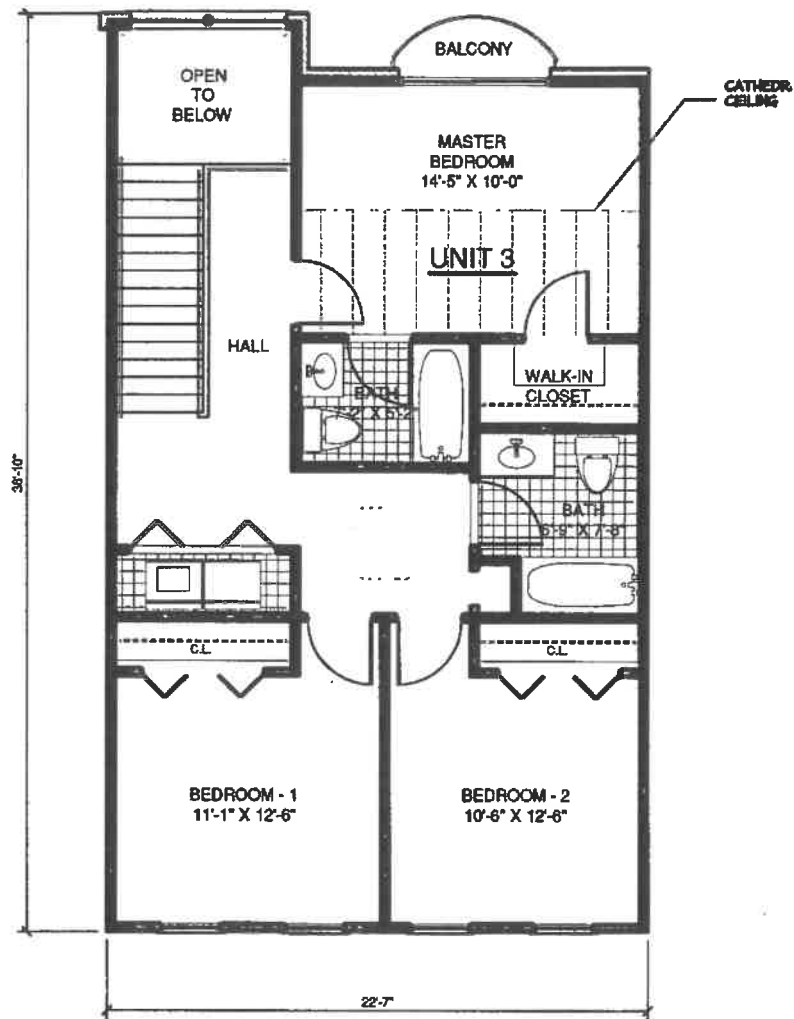 BALCONY
OPEN
TO
BELOW
CATHEDR
CEILING
MASTER
BEDROOM
14'-5" X 10'-0"
UNIT 3
HALL
BATH
WALK-IN
CLOSET
BATH
5'-9" X 7'-8"
C.L.
C.L.
BEDROOM - 1
11'-1" X 12'-6"
BEDROOM - 2
10'-6" X 12'-6"
22'-7"